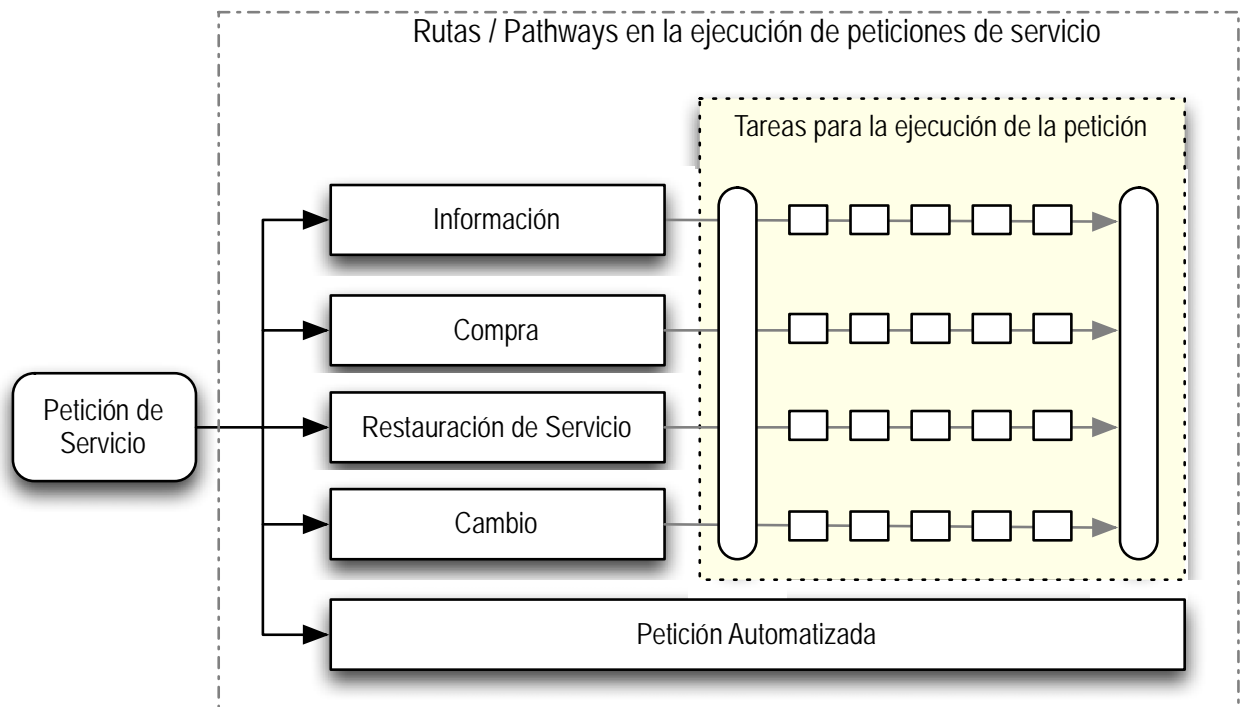 Rutas / Pathways en la ejecución de peticiones de servicio
Tareas para la ejecución de la petición
Información
Compra
Petición de
Servicio
Restauración de Servicio
Cambio
Petición Automatizada